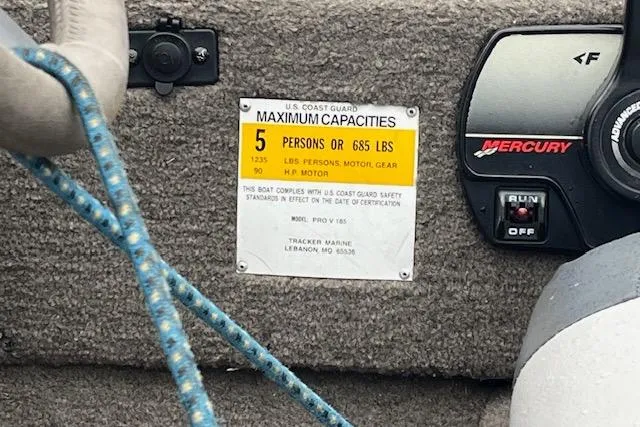 U.S. COAST GUARD
MAXIMUM CAPACITIES
5 PERSONS OR 685 LBS
1235 LBS. PERSONS, MOTOR, GEAR
90 H.P. MOTOR
THIS BOAT COMPLIES WITH U.S. COAST GUARD SAFETY
STANDARDS IN EFFECT ON THE DATE OF CERTIFICATION
MODEL: PRO V 185
TRACKER MARINE
LEBANON, MO 65536
<F
MERCURY
ADVANCED
RUN
OFF